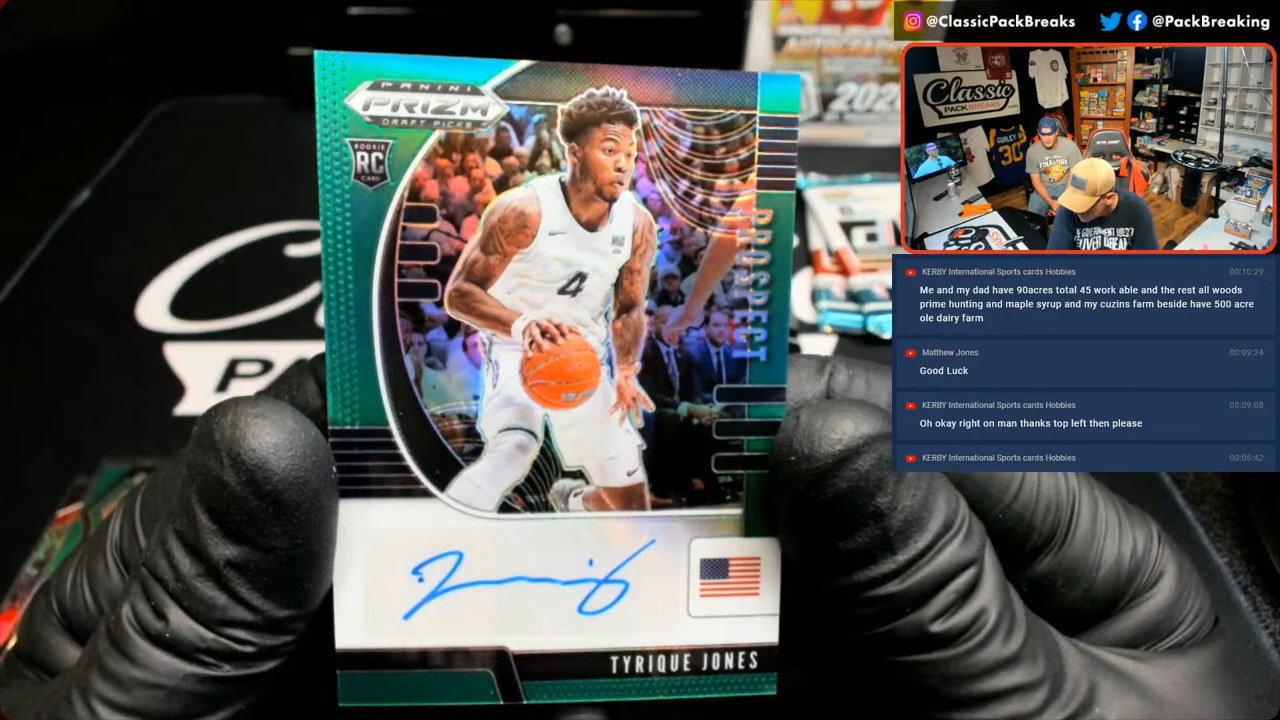 @ClassicPackBreaks @PackBreaking
PANINI
PRIZM
DRAFT PICKS
ROOKIE
RC
CARD
PROSPECT
4
TYRIQUE JONES
202
Classic
PACK BREAKS
GURLEY
30
KERBY International Sports cards Hobbies 00:10:29
Me and my dad have 90acres total 45 work able and the rest all woods
prime hunting and maple syrup and my cuzins farm beside have 500 acre
ole dairy farm
Matthew Jones 00:09:24
Good Luck
KERBY International Sports cards Hobbies 00:09:08
Oh okay right on man thanks top left then please
KERBY International Sports cards Hobbies 00:06:42